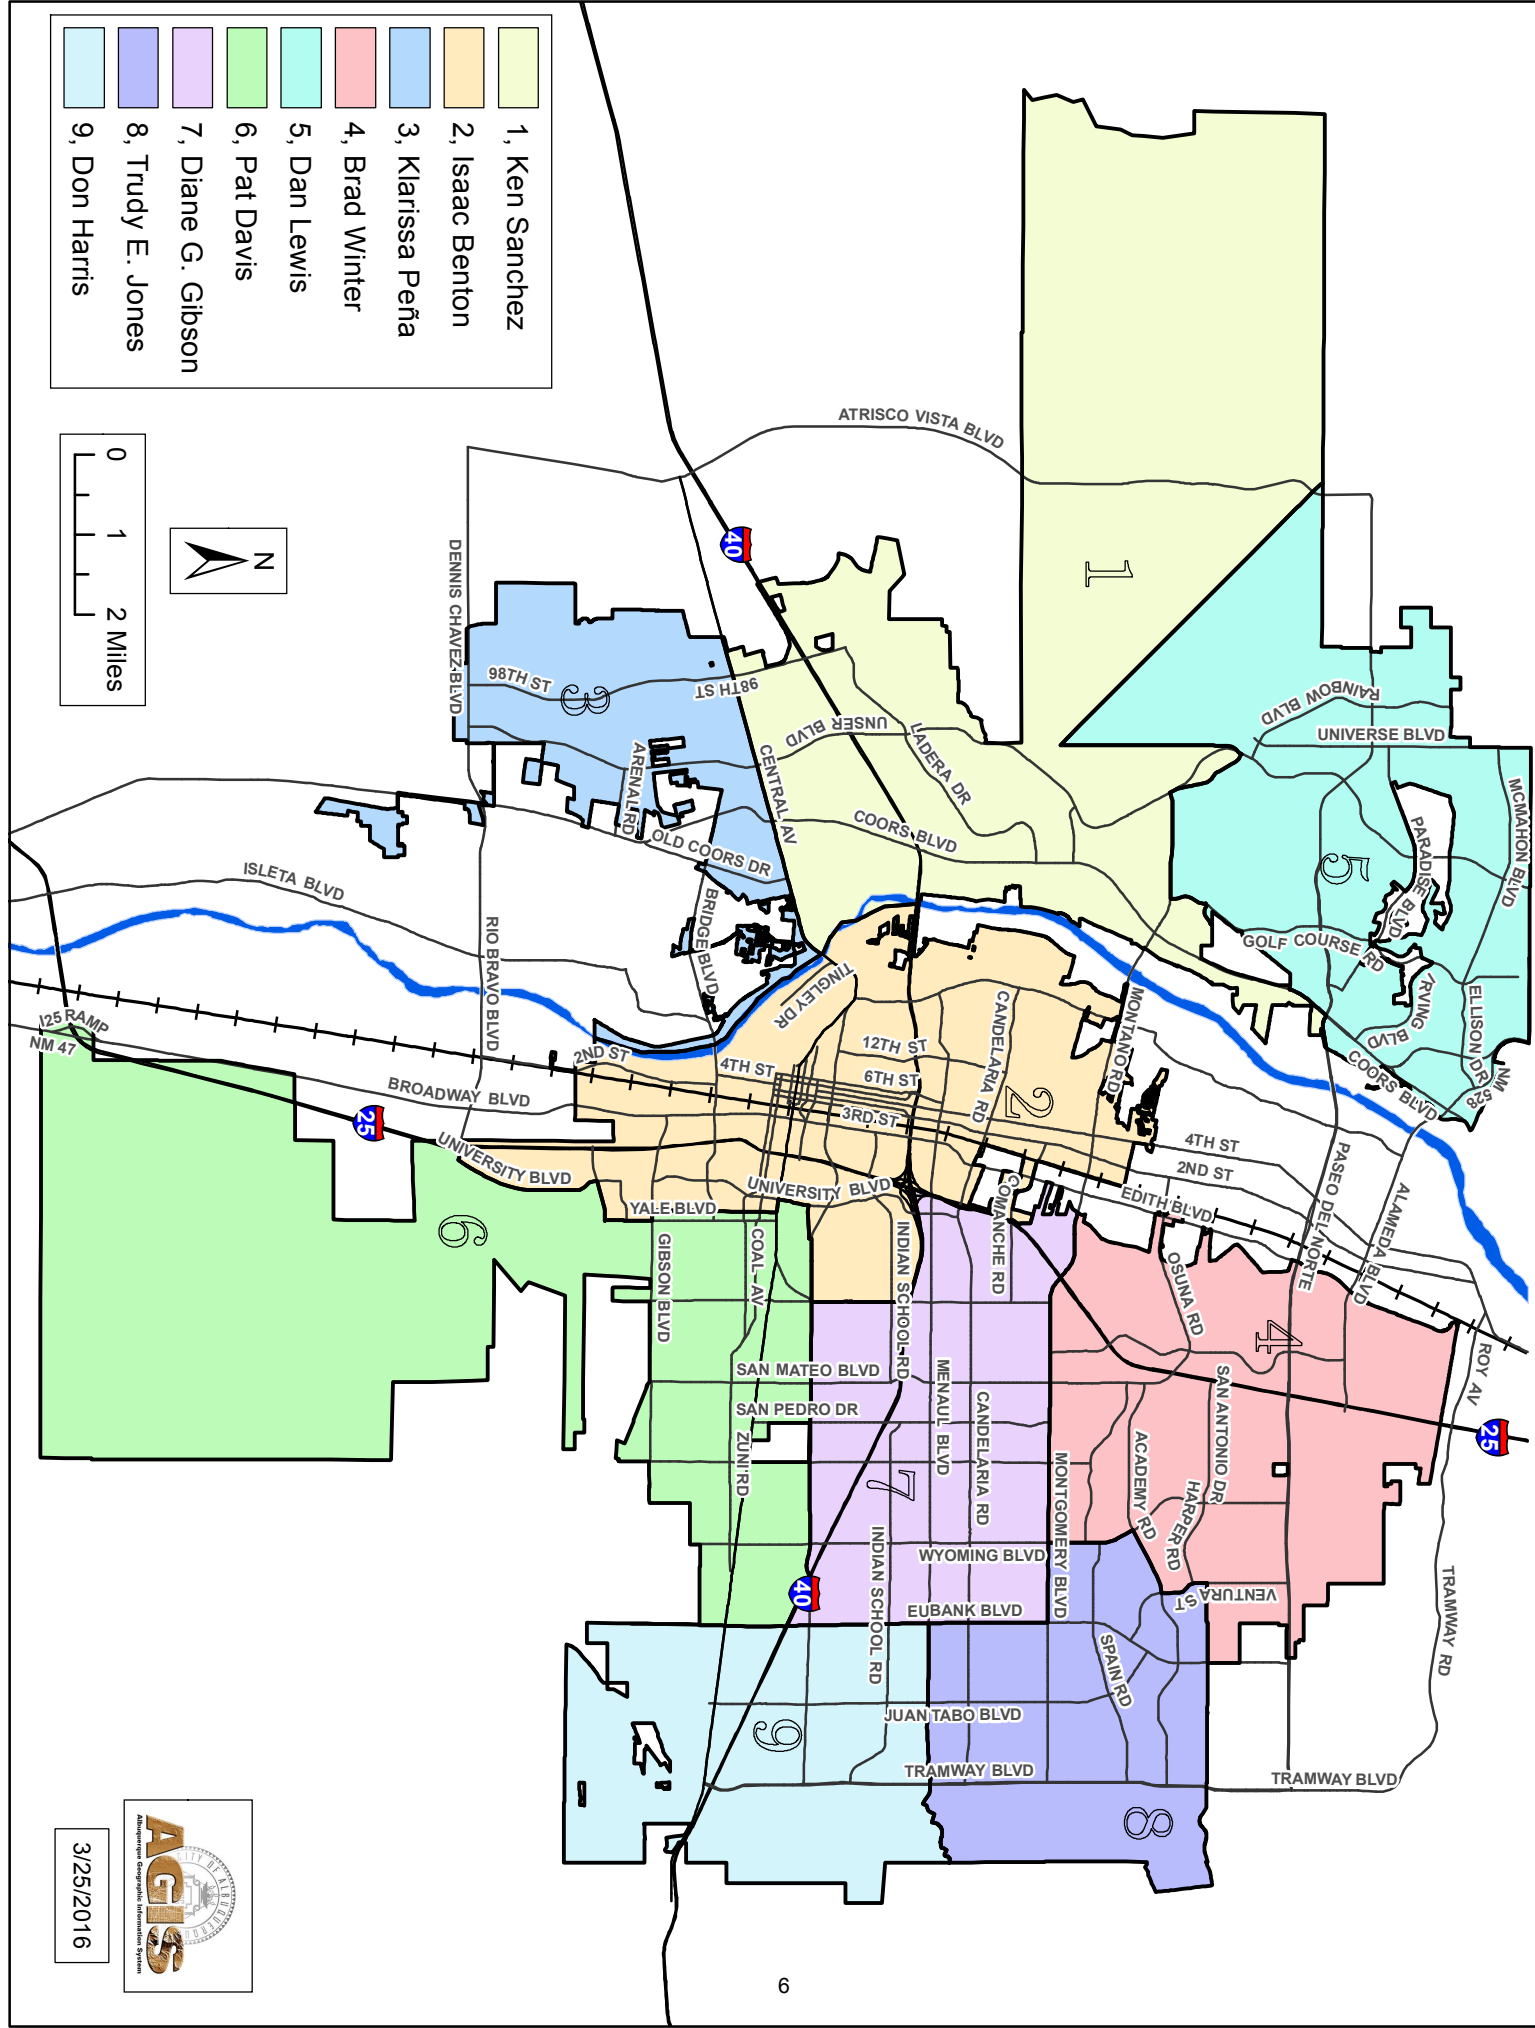 1, Ken Sanchez
2, Isaac Benton
3, Klarissa Peña
4, Brad Winter
5, Dan Lewis
6, Pat Davis
7, Diane G. Gibson
8, Trudy E. Jones
9, Don Harris
0 1 2 Miles
N
ATRISCO VISTA BLVD
40
1
DENNIS CHAVEZ BLVD
98TH ST
3
98TH ST
UNSER BLVD
LADERA DR
RAINBOW BLVD
UNIVERSE BLVD
MCMAHON BLVD
PARADISE BLVD
5
ARENAL RD
OLD COORS DR
CENTRAL AV
COORS BLVD
ISLETA BLVD
RIO BRAVO BLVD
BRIDGE BLVD
TINGLEY DR
GOLF COURSE RD
IRVING BLVD
ELLISON DR
NM 528
COORS BLVD
MONTANO RD
CANDELARIA RD
2
12TH ST
6TH ST
4TH ST
2ND ST
3RD ST
I25 RAMP
NM 47
BROADWAY BLVD
25
UNIVERSITY BLVD
UNIVERSITY BLVD
YALE BLVD
4TH ST
2ND ST
EDITH BLVD
COMANCHE RD
PASEO DEL NORTE
ALAMEDA BLVD
ROY AV
6
GIBSON BLVD
COAL AV
INDIAN SCHOOL RD
OSUNA RD
4
SAN MATEO BLVD
SAN PEDRO DR
ZUNI RD
MENAUL BLVD
CANDELARIA RD
MONTGOMERY BLVD
ACADEMY RD
SAN ANTONIO DR
HARPER RD
25
7
WYOMING BLVD
INDIAN SCHOOL RD
40
EUBANK BLVD
VENTURA ST
SPAIN RD
TRAMWAY RD
JUAN TABO BLVD
9
TRAMWAY BLVD
TRAMWAY BLVD
8
CITY OF ALBUQUERQUE
AGIS
Albuquerque Geographic Information System
3/25/2016
6